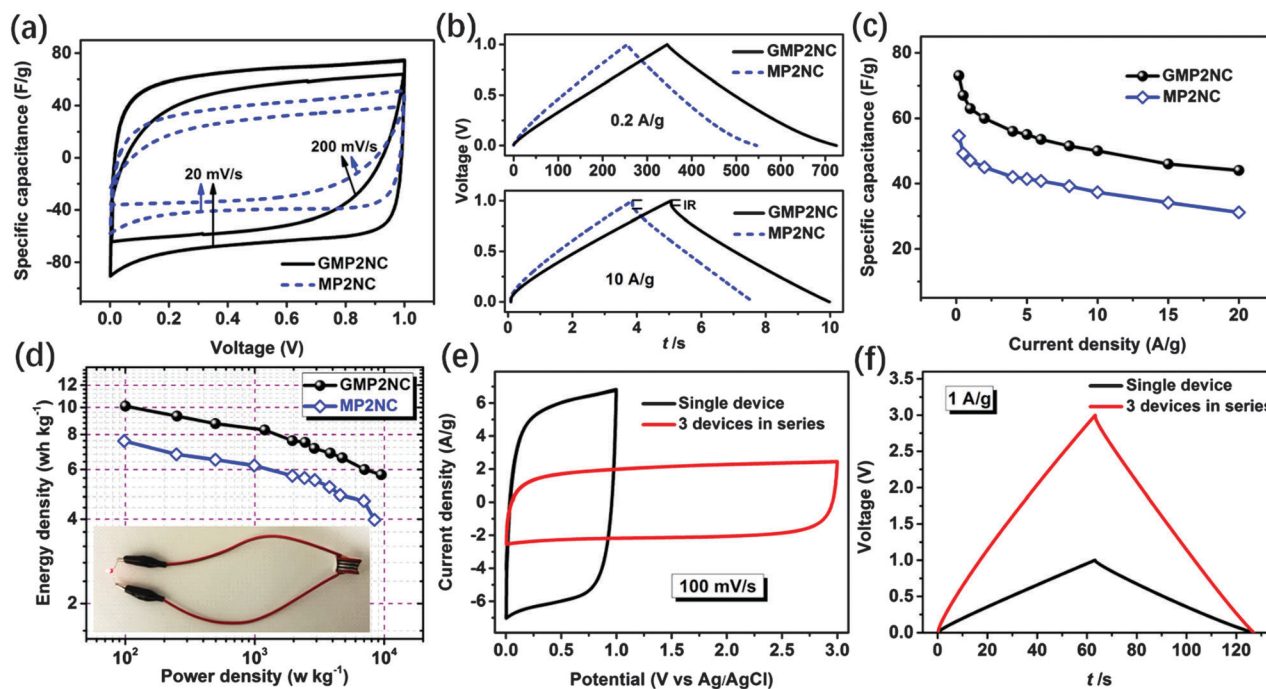 (a)
Specific capacitance (F/g)
80
40
0
-40
-80
200 mV/s
20 mV/s
GMP2NC
MP2NC
0.0 0.2 0.4 0.6 0.8 1.0
Voltage (V)
(b)
Voltage (V)
1.0
0.5
0.0
GMP2NC
MP2NC
0.2 A/g
0 100 200 300 400 500 600 700
1.0
0.5
0.0
IR
GMP2NC
MP2NC
10 A/g
0 2 4 6 8 10
t /s
(c)
Specific capacitance (F/g)
80
60
40
20
GMP2NC
MP2NC
0 5 10 15 20
Current density (A/g)
(d)
Energy density (wh kg-1)
12
10
8
6
4
2
GMP2NC
MP2NC
10² 10³ 10⁴
Power density (w kg-1)
(e)
Current density (A/g)
6
4
2
0
-2
-4
-6
Single device
3 devices in series
100 mV/s
0.0 0.5 1.0 1.5 2.0 2.5 3.0
Potential (V vs Ag/AgCl)
(f)
Voltage (V)
3.5
3.0
2.5
2.0
1.5
1.0
0.5
0.0
1 A/g
Single device
3 devices in series
0 20 40 60 80 100 120
t /s